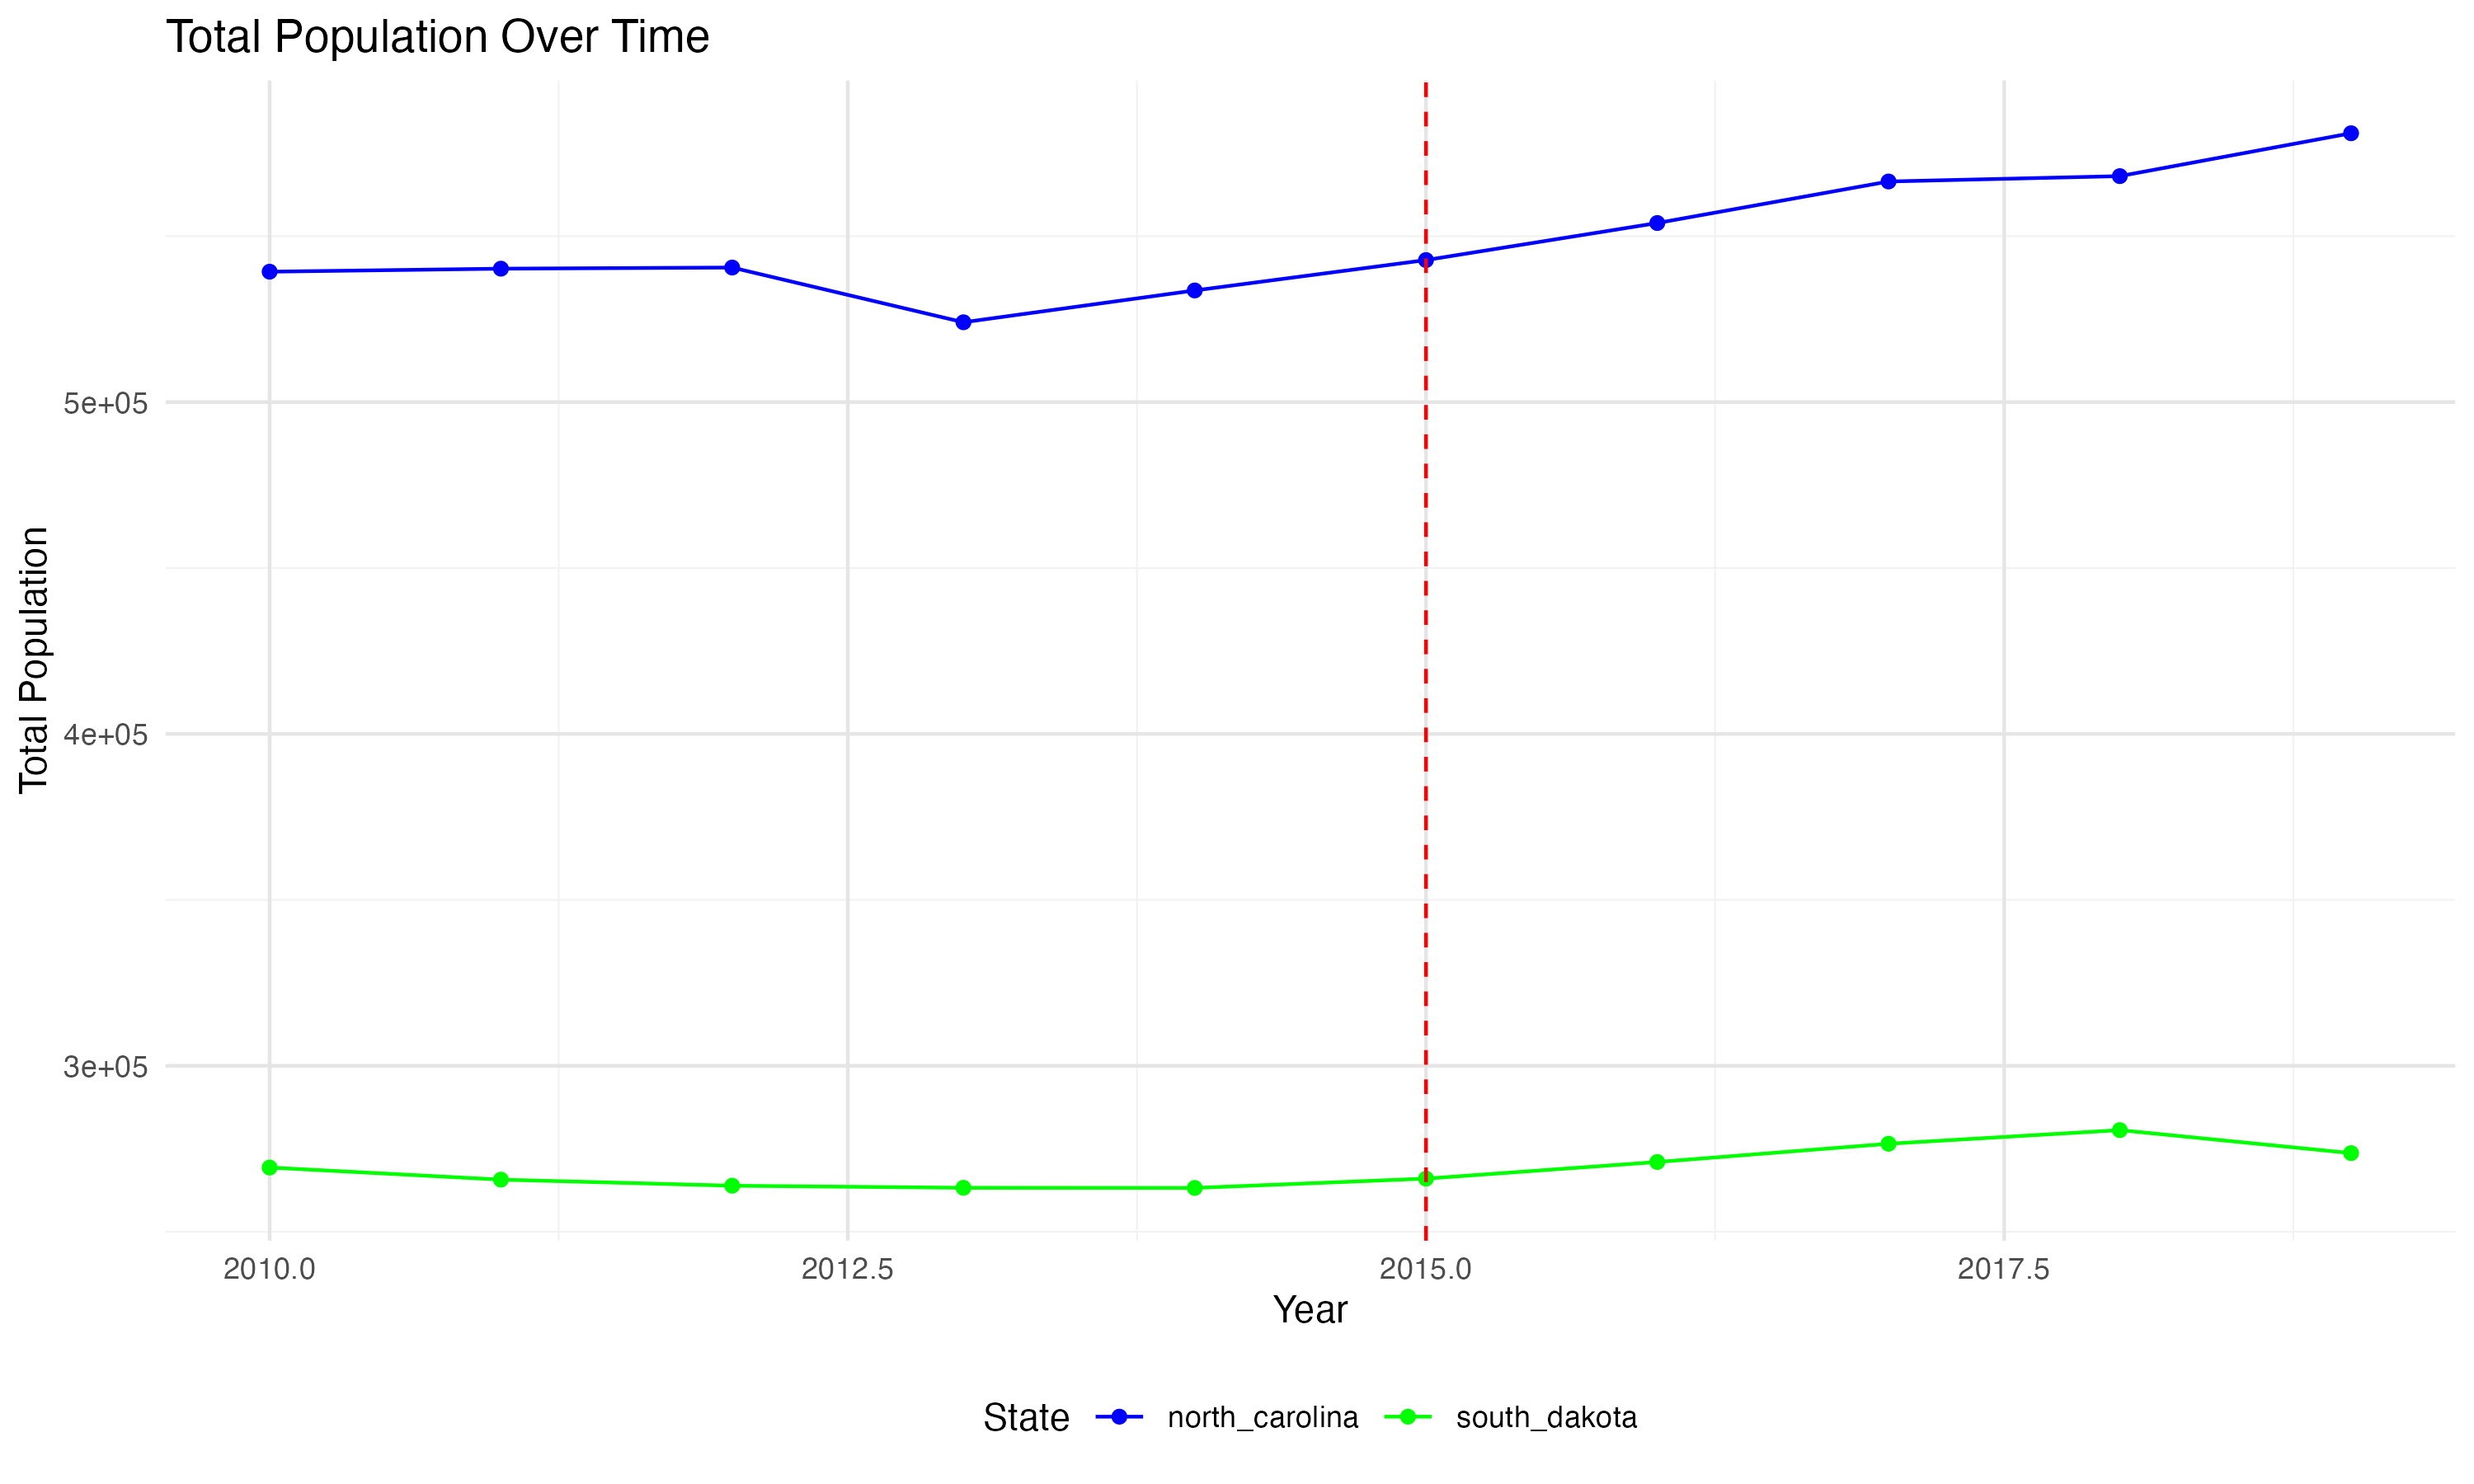 Total Population Over Time
Total Population
5e+05
4e+05
3e+05
2010.0 2012.5 2015.0 2017.5
Year
State north_carolina south_dakota